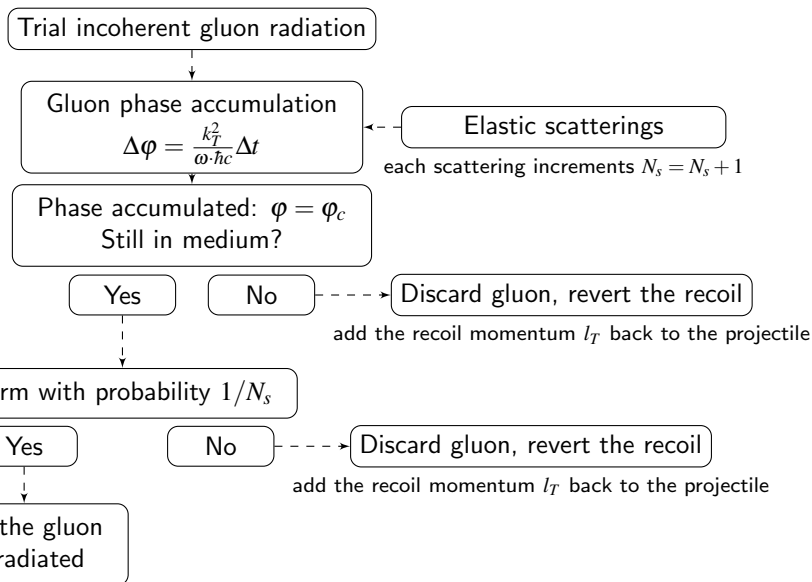 Trial incoherent gluon radiation
Gluon phase accumulation
Δφ = k_T^2/(ω·ħc) Δt
Elastic scatterings
each scattering increments N_s = N_s + 1
Phase accumulated: φ = φ_c
Still in medium?
Yes
No
Discard gluon, revert the recoil
add the recoil momentum l_T back to the projectile
with probability 1/N_s
Yes
No
Discard gluon, revert the recoil
add the recoil momentum l_T back to the projectile
the gluon
radiated